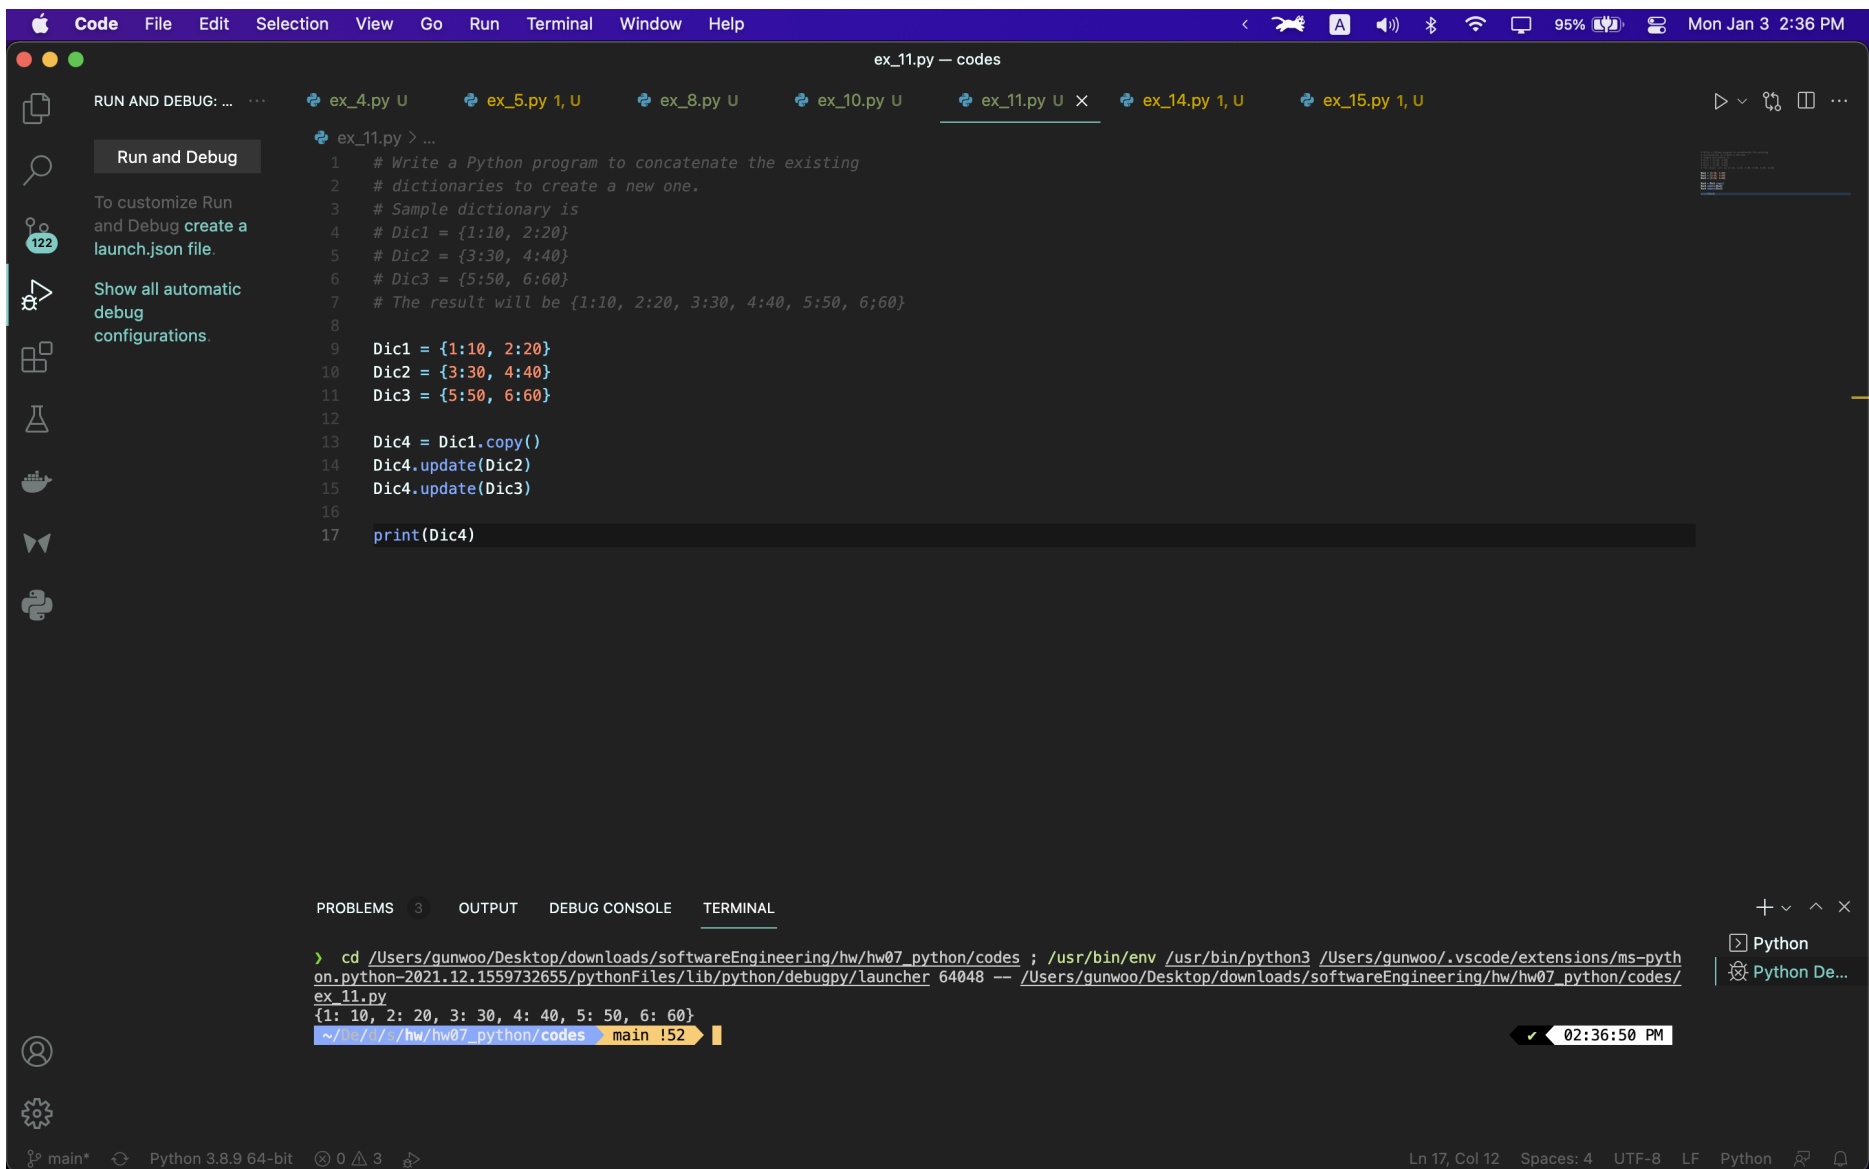 Code File Edit Selection View Go Run Terminal Window Help A 95% Mon Jan 3 2:36 PM
ex_11.py — codes
RUN AND DEBUG: ... ···
ex_4.py U ex_5.py 1, U ex_8.py U ex_10.py U ex_11.py U ex_14.py 1, U ex_15.py 1, U
ex_11.py > ...
Run and Debug
To customize Run
and Debug create a
launch.json file.
Show all automatic
debug
configurations.
122
1 # Write a Python program to concatenate the existing
2 # dictionaries to create a new one.
3 # Sample dictionary is
4 # Dic1 = {1:10, 2:20}
5 # Dic2 = {3:30, 4:40}
6 # Dic3 = {5:50, 6:60}
7 # The result will be {1:10, 2:20, 3:30, 4:40, 5:50, 6;60}
8
9 Dic1 = {1:10, 2:20}
10 Dic2 = {3:30, 4:40}
11 Dic3 = {5:50, 6:60}
12
13 Dic4 = Dic1.copy()
14 Dic4.update(Dic2)
15 Dic4.update(Dic3)
16
17 print(Dic4)
PROBLEMS 3 OUTPUT DEBUG CONSOLE TERMINAL
❯ cd /Users/gunwoo/Desktop/downloads/softwareEngineering/hw/hw07_python/codes ; /usr/bin/env /usr/bin/python3 /Users/gunwoo/.vscode/extensions/ms-pyth
on.python-2021.12.1559732655/pythonFiles/lib/python/debugpy/launcher 64048 -- /Users/gunwoo/Desktop/downloads/softwareEngineering/hw/hw07_python/codes/
ex_11.py
{1: 10, 2: 20, 3: 30, 4: 40, 5: 50, 6: 60}
~/De/d/s/hw/hw07_python/codes main !52 ✔ 02:36:50 PM
Python
Python De...
main* Python 3.8.9 64-bit 0 3 Ln 17, Col 12 Spaces: 4 UTF-8 LF Python